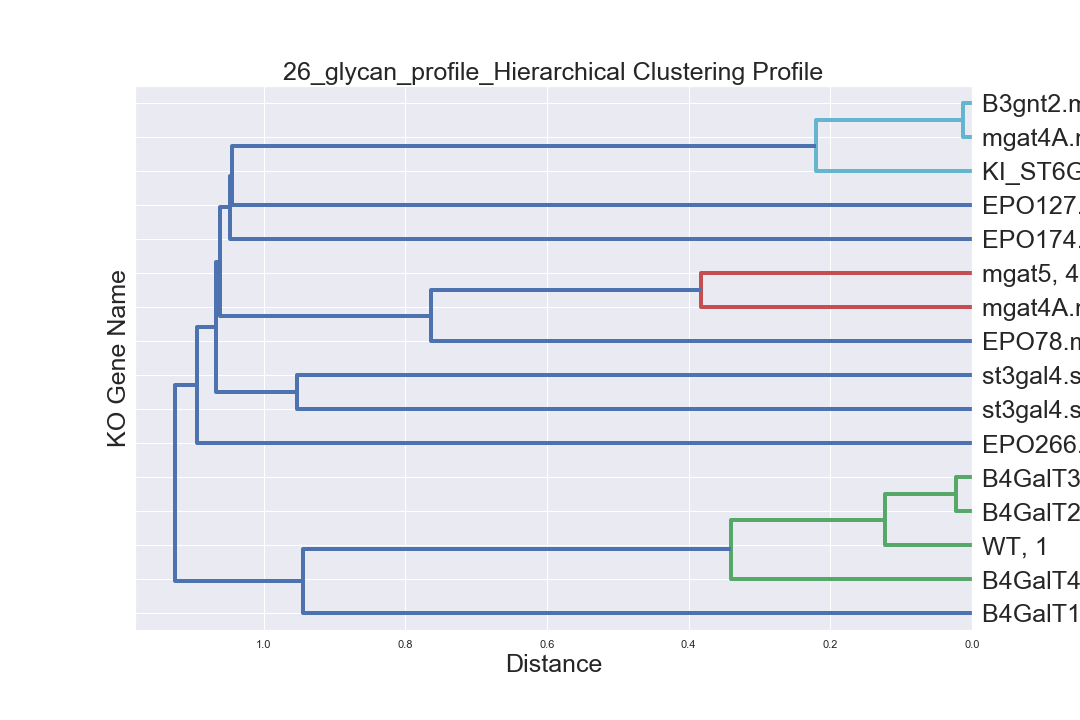 26_glycan_profile_Hierarchical Clustering Profile
B3gnt2.m
mgat4A.
KI_ST6G
EPO127.
EPO174.
mgat5, 4
mgat4A.
EPO78.m
st3gal4.s
st3gal4.s
EPO266.
B4GalT3
B4GalT2
WT, 1
B4GalT4
B4GalT1
KO Gene Name
1.0 0.8 0.6 0.4 0.2 0.0
Distance